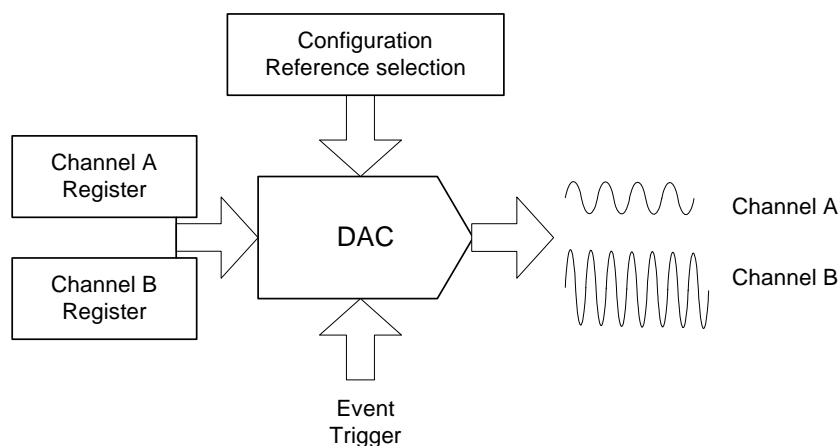 Configuration
Reference selection
Channel A
Register
Channel B
Register
DAC
Channel A
Channel B
Event
Trigger